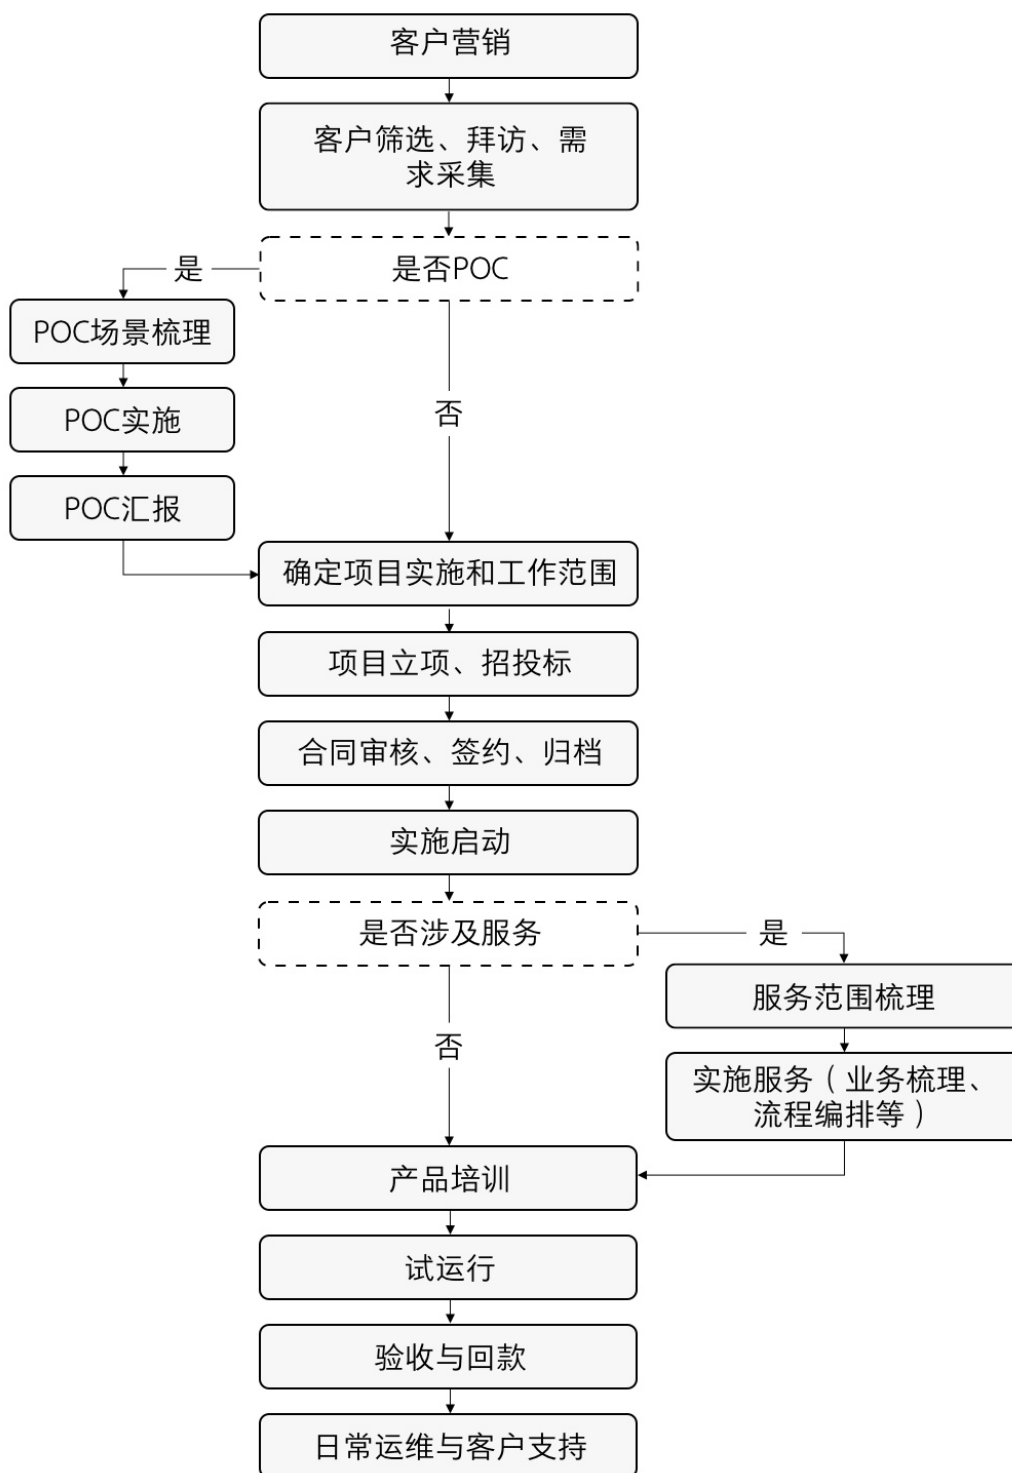 客户营销
客户筛选、拜访、需
求采集
是否POC
是
POC场景梳理
POC实施
否
POC汇报
确定项目实施和工作范围
项目立项、招投标
合同审核、签约、归档
实施启动
是否涉及服务
是
服务范围梳理
否
实施服务（业务梳理、
流程编排等）
产品培训
试运行
验收与回款
日常运维与客户支持